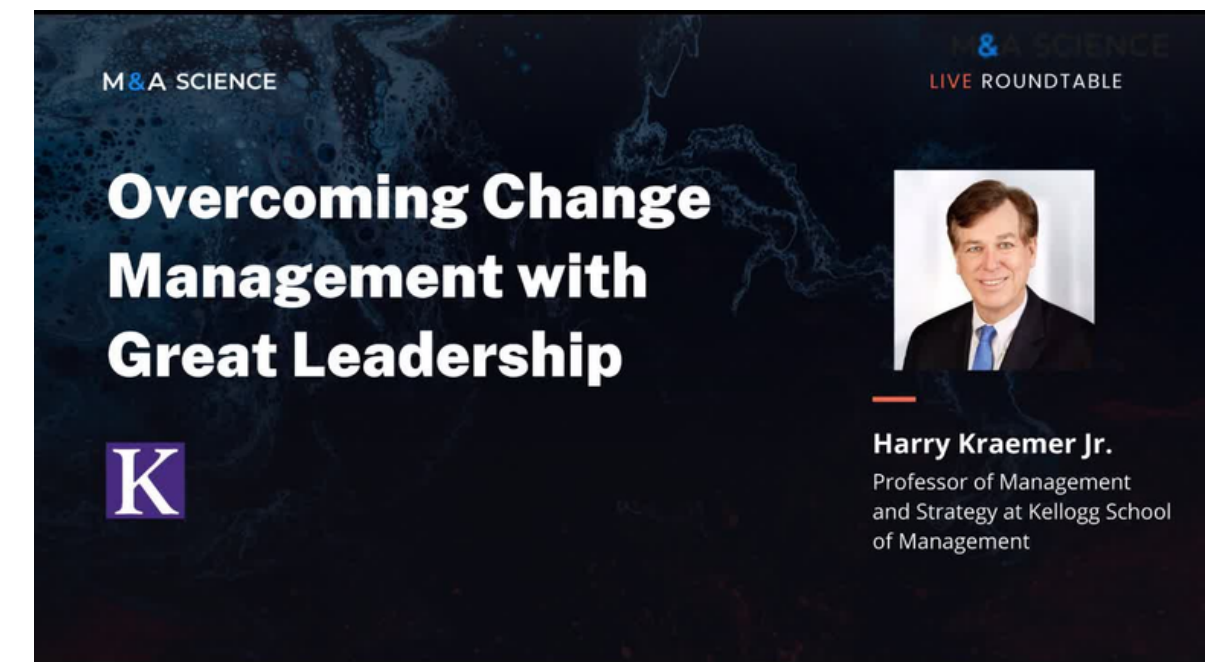 M&A SCIENCE
M&A SCIENCE
LIVE ROUNDTABLE
Overcoming Change
Management with
Great Leadership
K
Harry Kraemer Jr.
Professor of Management
and Strategy at Kellogg School
of Management